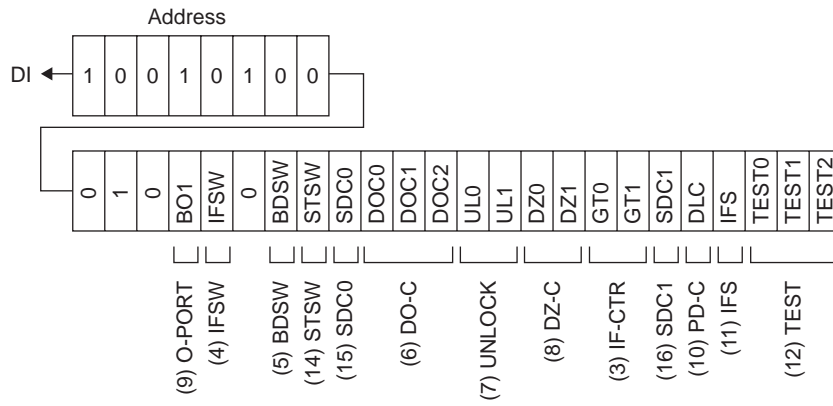 Address
DI 1 0 0 1 0 1 0 0
0 1 0 BO1 IFSW 0 BDSW STSW SDC0 DOC0 DOC1 DOC2 UL0 UL1 DZ0 DZ1 GT0 GT1 SDC1 DLC IFS TEST0 TEST1 TEST2
(9) O-PORT
(4) IFSW
(5) BDSW
(14) STSW
(15) SDC0
(6) DO-C
(7) UNLOCK
(8) DZ-C
(3) IF-CTR
(16) SDC1
(10) PD-C
(11) IFS
(12) TEST